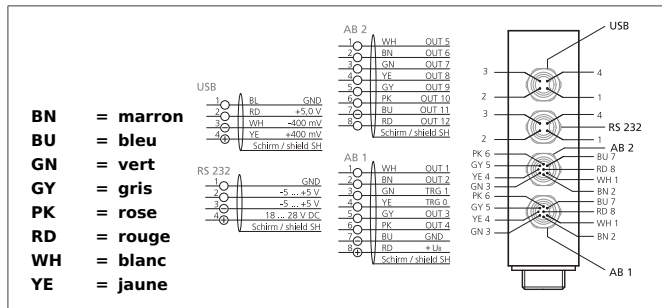 BN = marron
BU = bleu
GN = vert
GY = gris
PK = rose
RD = rouge
WH = blanc
YE = jaune
USB
1 BL GND
2 RD +5,0 V
3 WH -400 mV
4 YE +400 mV
Schirm / shield SH
RS 232
1 GND
2 -5 ... +5 V
3 -5 ... +5 V
4 18 ... 28 V DC
Schirm / shield SH
AB 2
1 WH OUT 5
2 BN OUT 6
3 GN OUT 7
4 YE OUT 8
5 GY OUT 9
6 PK OUT 10
7 BU OUT 11
8 RD OUT 12
Schirm / shield SH
AB 1
1 WH OUT 1
2 BN OUT 2
3 GN TRG 1
4 YE TRG 0
5 GY OUT 3
6 PK OUT 4
7 BU GND
8 RD + UB
Schirm / shield SH
USB
3 4
2 1
3 4
RS 232
2 1
AB 2
PK 6 BU 7
GY 5 RD 8
YE 4 WH 1
GN 3 BN 2
PK 6 BU 7
GY 5 RD 8
YE 4 WH 1
GN 3 BN 2
AB 1